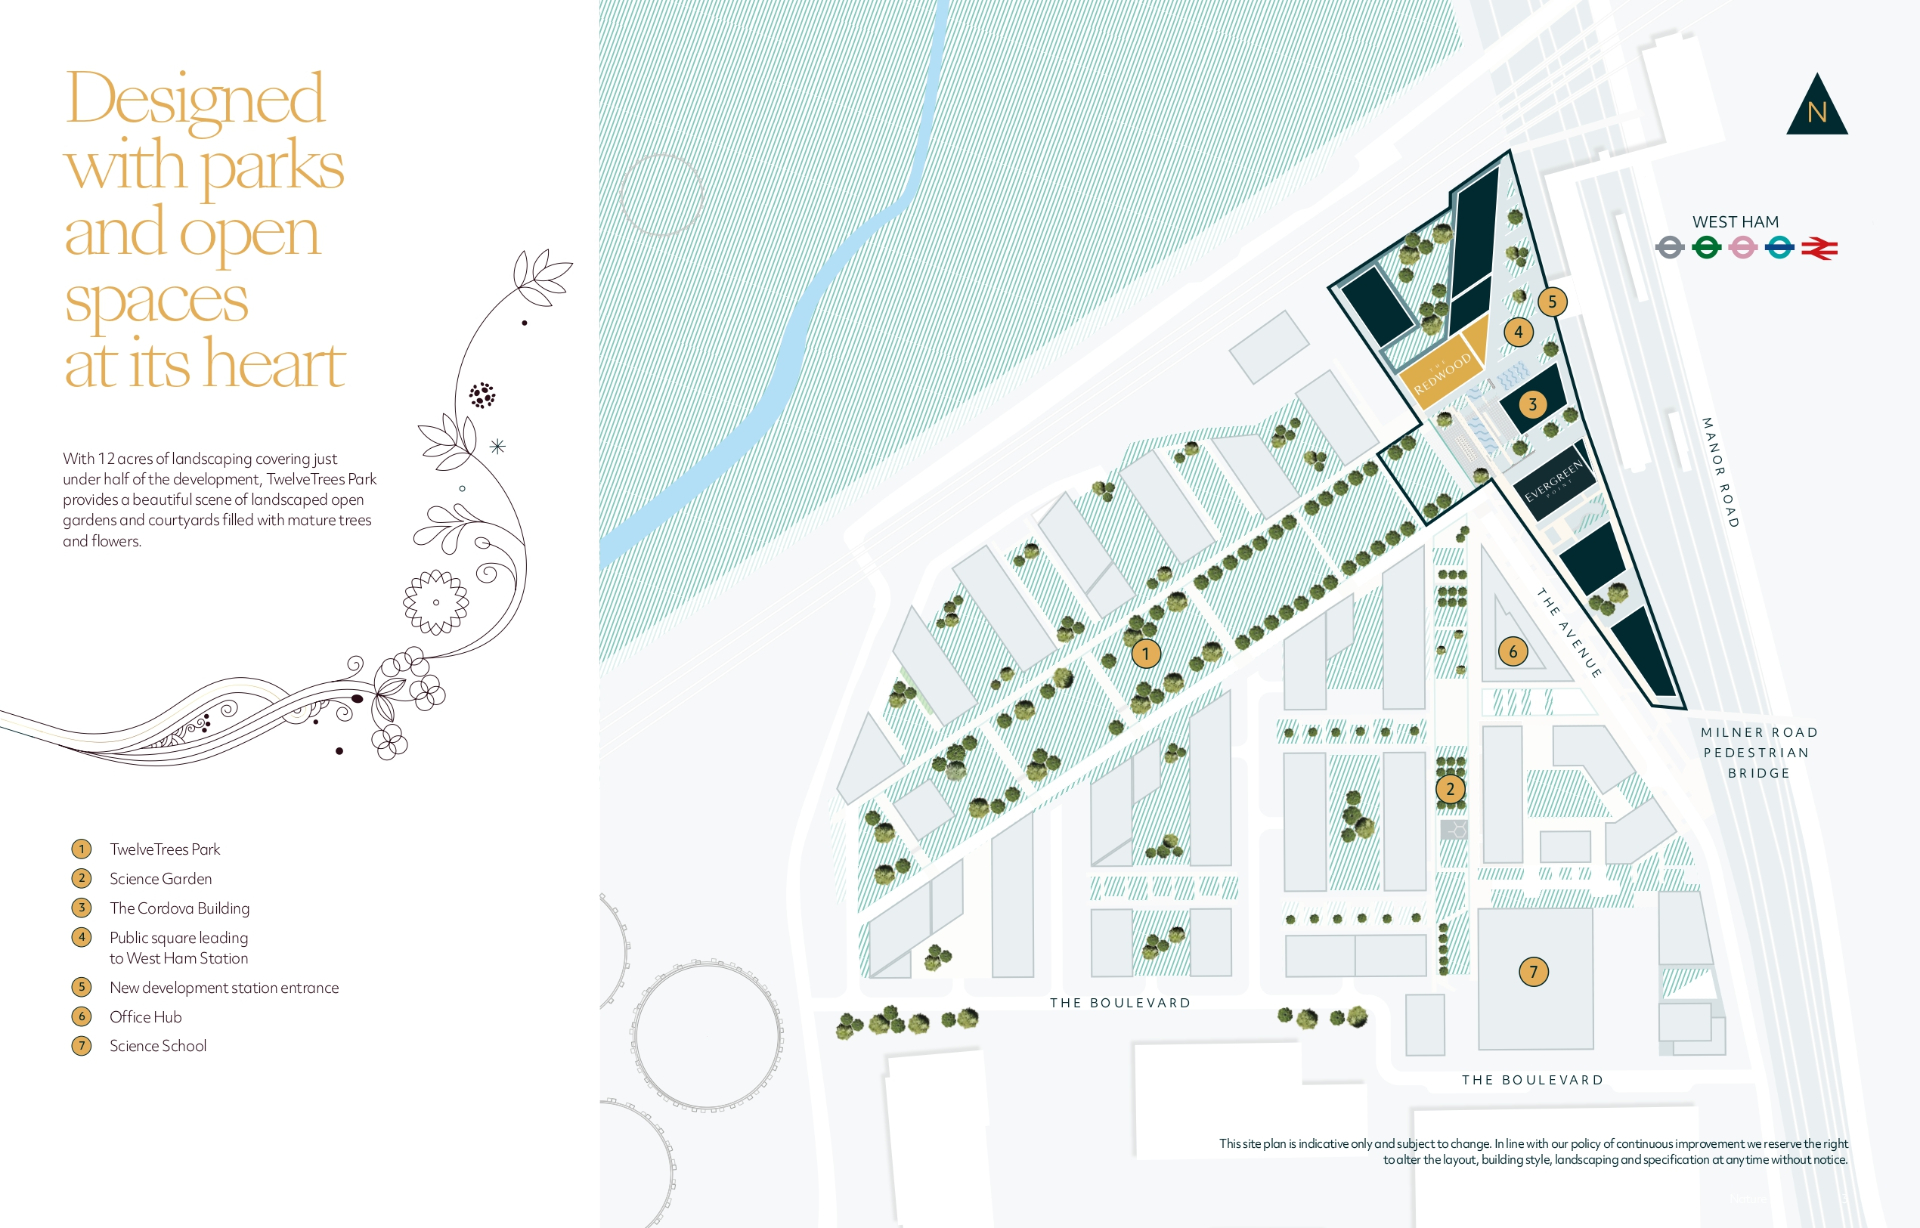 Designed
with parks
and open
spaces
at its heart
With 12 acres of landscaping covering just
under half of the development, TwelveTrees Park
provides a beautiful scene of landscaped open
gardens and courtyards filled with mature trees
and flowers.
1 TwelveTrees Park
2 Science Garden
3 The Cordova Building
4 Public square leading
to West Ham Station
5 New development station entrance
6 Office Hub
7 Science School
N
WEST HAM
5
4
THE
REDWOOD
3
EVERGREEN
POINT
MANOR ROAD
THE AVENUE
1
6
2
7
MILNER ROAD
PEDESTRIAN
BRIDGE
THE BOULEVARD
THE BOULEVARD
This site plan is indicative only and subject to change. In line with our policy of continuous improvement we reserve the right
to alter the layout, building style, landscaping and specification at any time without notice.